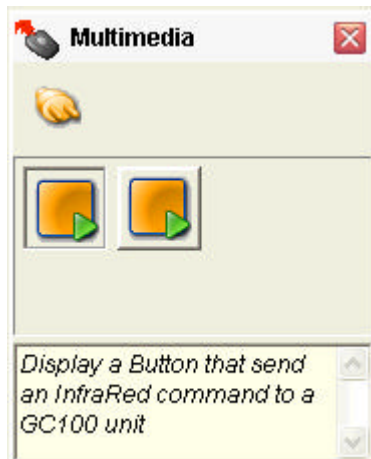 Multimedia
Display a Button that send
an InfraRed command to a
GC100 unit